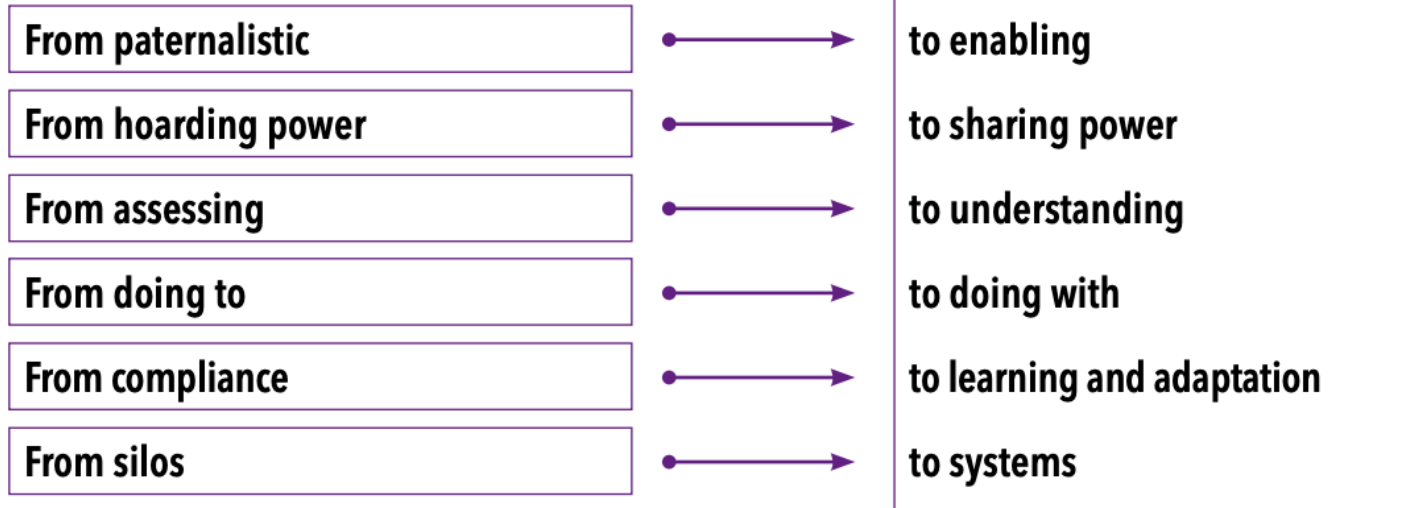 From paternalistic to enabling
From hoarding power to sharing power
From assessing to understanding
From doing to to doing with
From compliance to learning and adaptation
From silos to systems